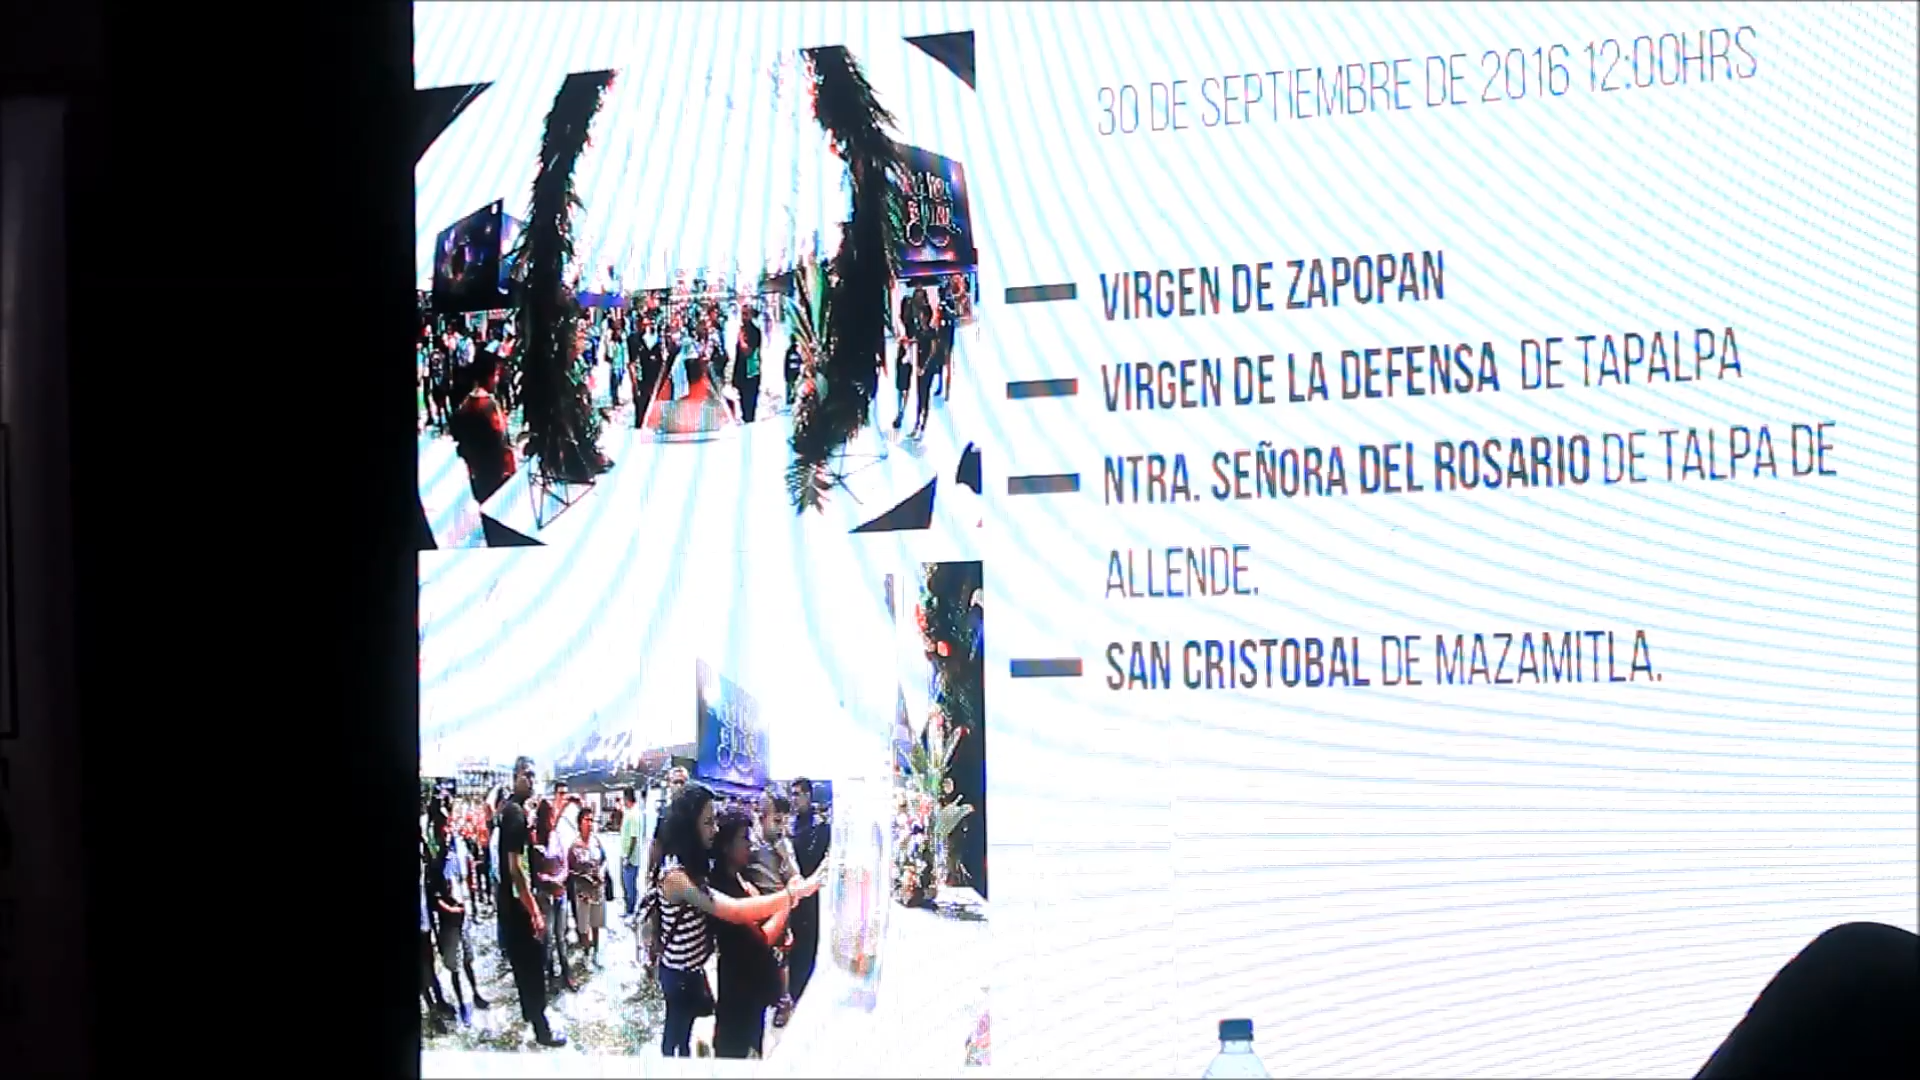 30 DE SEPTIEMBRE DE 2016 12:00HRS
VIRGEN DE ZAPOPAN
VIRGEN DE LA DEFENSA DE TAPALPA
NTRA. SEÑORA DEL ROSARIO DE TALPA DE
ALLENDE.
SAN CRISTOBAL DE MAZAMITLA.